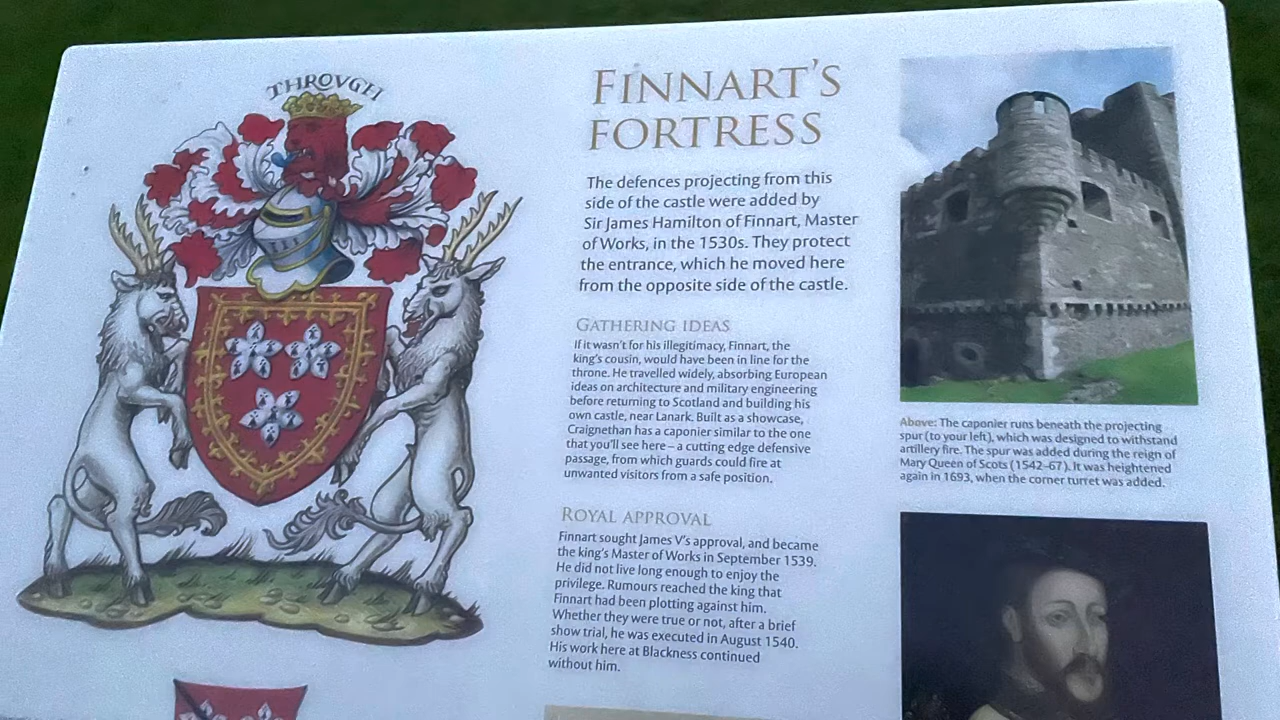 THROVGH
FINNART'S
FORTRESS
The defences projecting from this
side of the castle were added by
Sir James Hamilton of Finnart, Master
of Works, in the 1530s. They protect
the entrance, which he moved here
from the opposite side of the castle.
GATHERING IDEAS
If it wasn't for his illegitimacy, Finnart, the
king's cousin, would have been in line for the
throne. He travelled widely, absorbing European
ideas on architecture and military engineering
before returning to Scotland and building his
own castle, near Lanark. Built as a showcase,
Craignethan has a caponier similar to the one
that you'll see here – a cutting edge defensive
passage, from which guards could fire at
unwanted visitors from a safe position.
ROYAL APPROVAL
Finnart sought James V's approval, and became
the king's Master of Works in September 1539.
He did not live long enough to enjoy the
privilege. Rumours reached the king that
Finnart had been plotting against him.
Whether they were true or not, after a brief
show trial, he was executed in August 1540.
His work here at Blackness continued
without him.
Above: The caponier runs beneath the projecting
spur (to your left), which was designed to withstand
artillery fire. The spur was added during the reign of
Mary Queen of Scots (1542–67). It was heightened
again in 1693, when the corner turret was added.